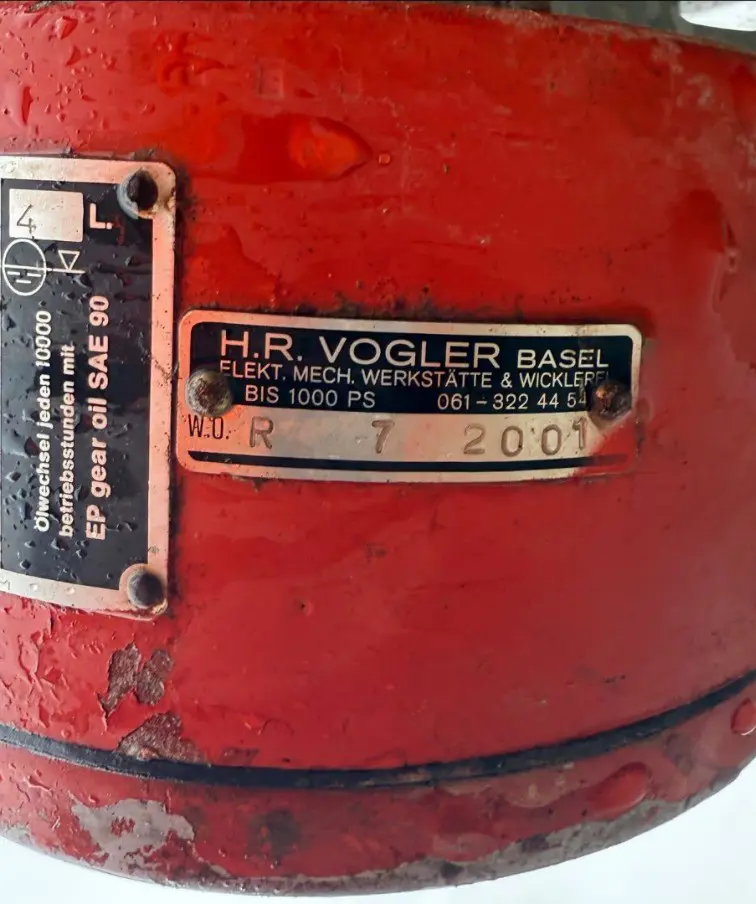 4 L.
Ölwechsel jeden 10000
betriebsstunden mit
EP gear oil SAE 90
H.R. VOGLER BASEL
ELEKT. MECH. WERKSTÄTTE & WICKLEREI
BIS 1000 PS 061-322 44 54
W.O. R 7 2001